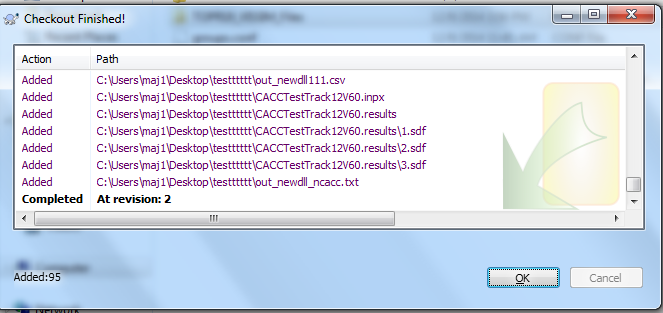 Checkout Finished!
Action Path
Added C:\Users\maj1\Desktop\testttttt\out_newdll111.csv
Added C:\Users\maj1\Desktop\testttttt\CACCTestTrack12V60.inpx
Added C:\Users\maj1\Desktop\testttttt\CACCTestTrack12V60.results
Added C:\Users\maj1\Desktop\testttttt\CACCTestTrack12V60.results\1.sdf
Added C:\Users\maj1\Desktop\testttttt\CACCTestTrack12V60.results\2.sdf
Added C:\Users\maj1\Desktop\testttttt\CACCTestTrack12V60.results\3.sdf
Added C:\Users\maj1\Desktop\testttttt\out_newdll_ncacc.txt
Completed At revision: 2
Added:95
OK Cancel
Computer
Network